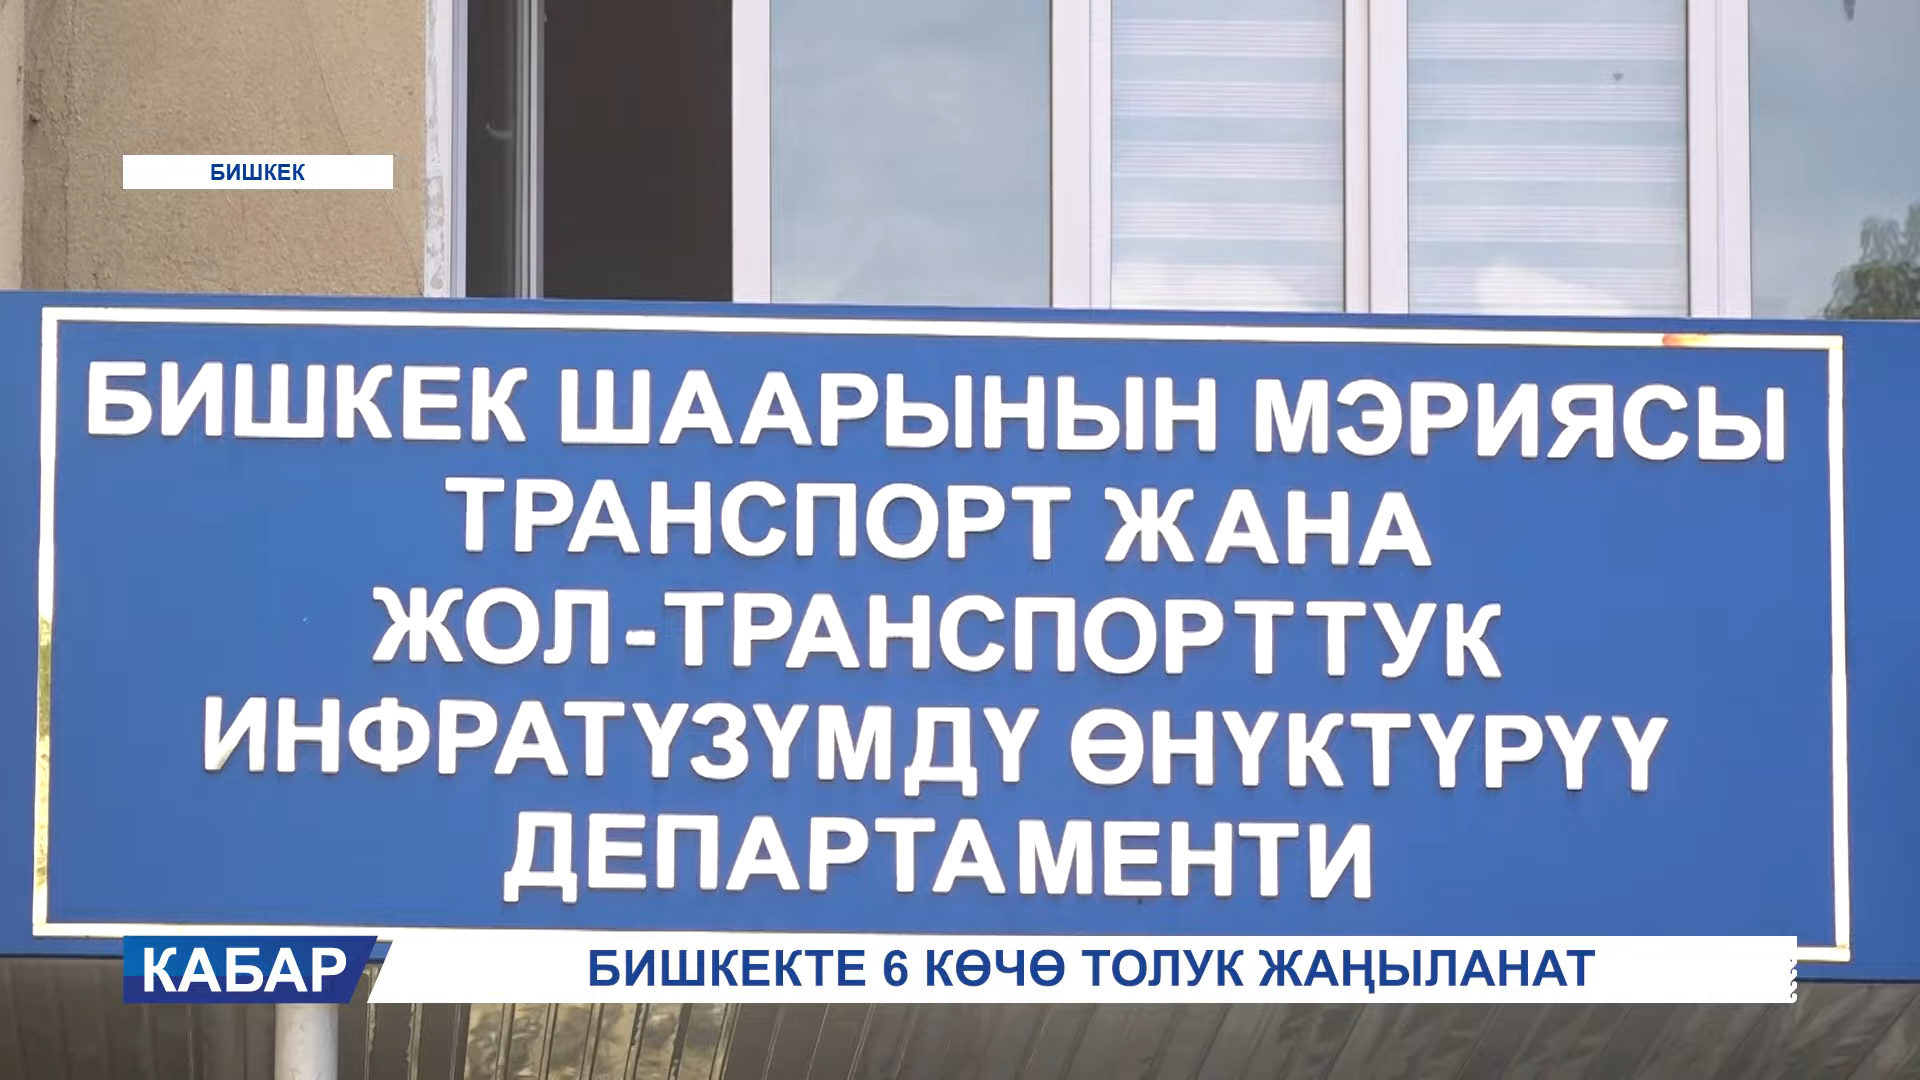 БИШКЕК
БИШКЕК ШААРЫНЫН МЭРИЯСЫ
ТРАНСПОРТ ЖАНА
ЖОЛ-ТРАНСПОРТТУК
ИНФРАТҮЗҮМДҮ ӨНҮКТҮРҮҮ
ДЕПАРТАМЕНТИ
КАБАР
БИШКЕКТЕ 6 КӨЧӨ ТОЛУК ЖАҢЫЛАНАТ